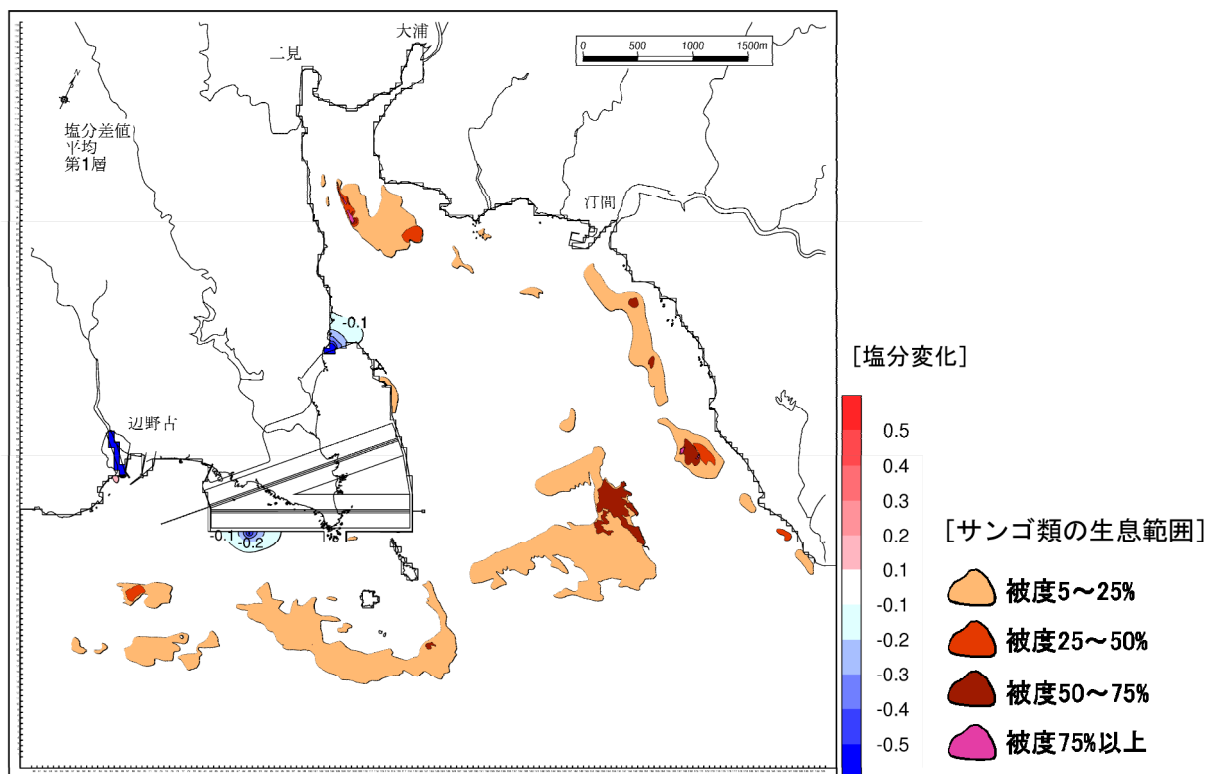 大浦
二見
0 500 1000 1500m
N
塩分差値
平均
第1層
汀間
-0.1
[塩分変化]
辺野古
0.5
0.4
0.3
0.2
0.1
-0.1
-0.2
-0.3
-0.4
-0.5
-0.1
-0.2
[サンゴ類の生息範囲]
被度5~25%
被度25~50%
被度50~75%
被度75%以上